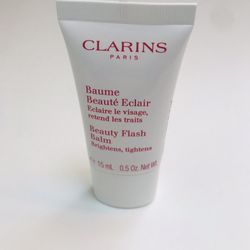 CLARINS
PARIS
Baume
Beauté Eclair
Eclaire le visage,
retend les traits
Beauty Flash
Balm
Brightens, tightens
15 mL 0.5 Oz. Net Wt.